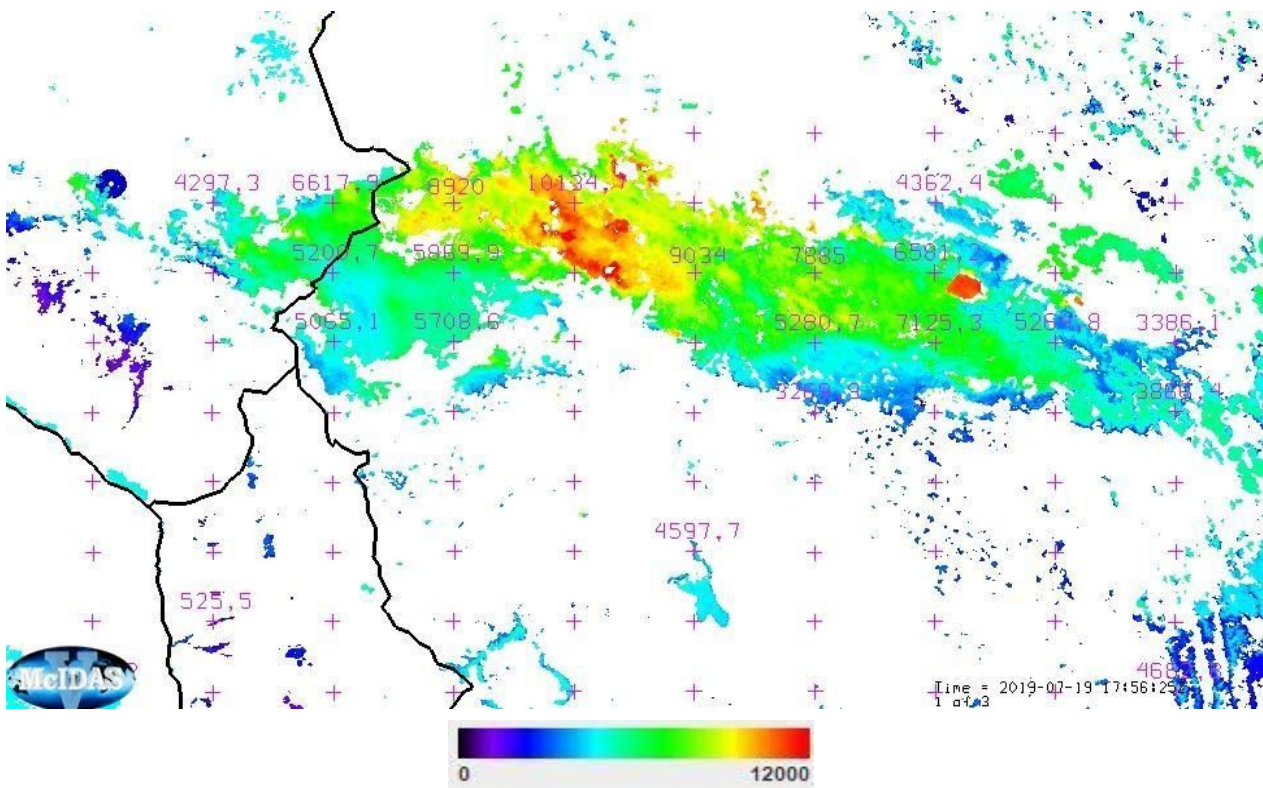 4297,3 6617,9 8920 10134,7 4362,4
5200,7 9034 7885 6581,2
5065,1 5708,6 5280,7 7125,3 3386,1
4597,7
525,5
V
McIDAS
Time = 2019-07-19 17:56:25Z
1 of 3
0 12000